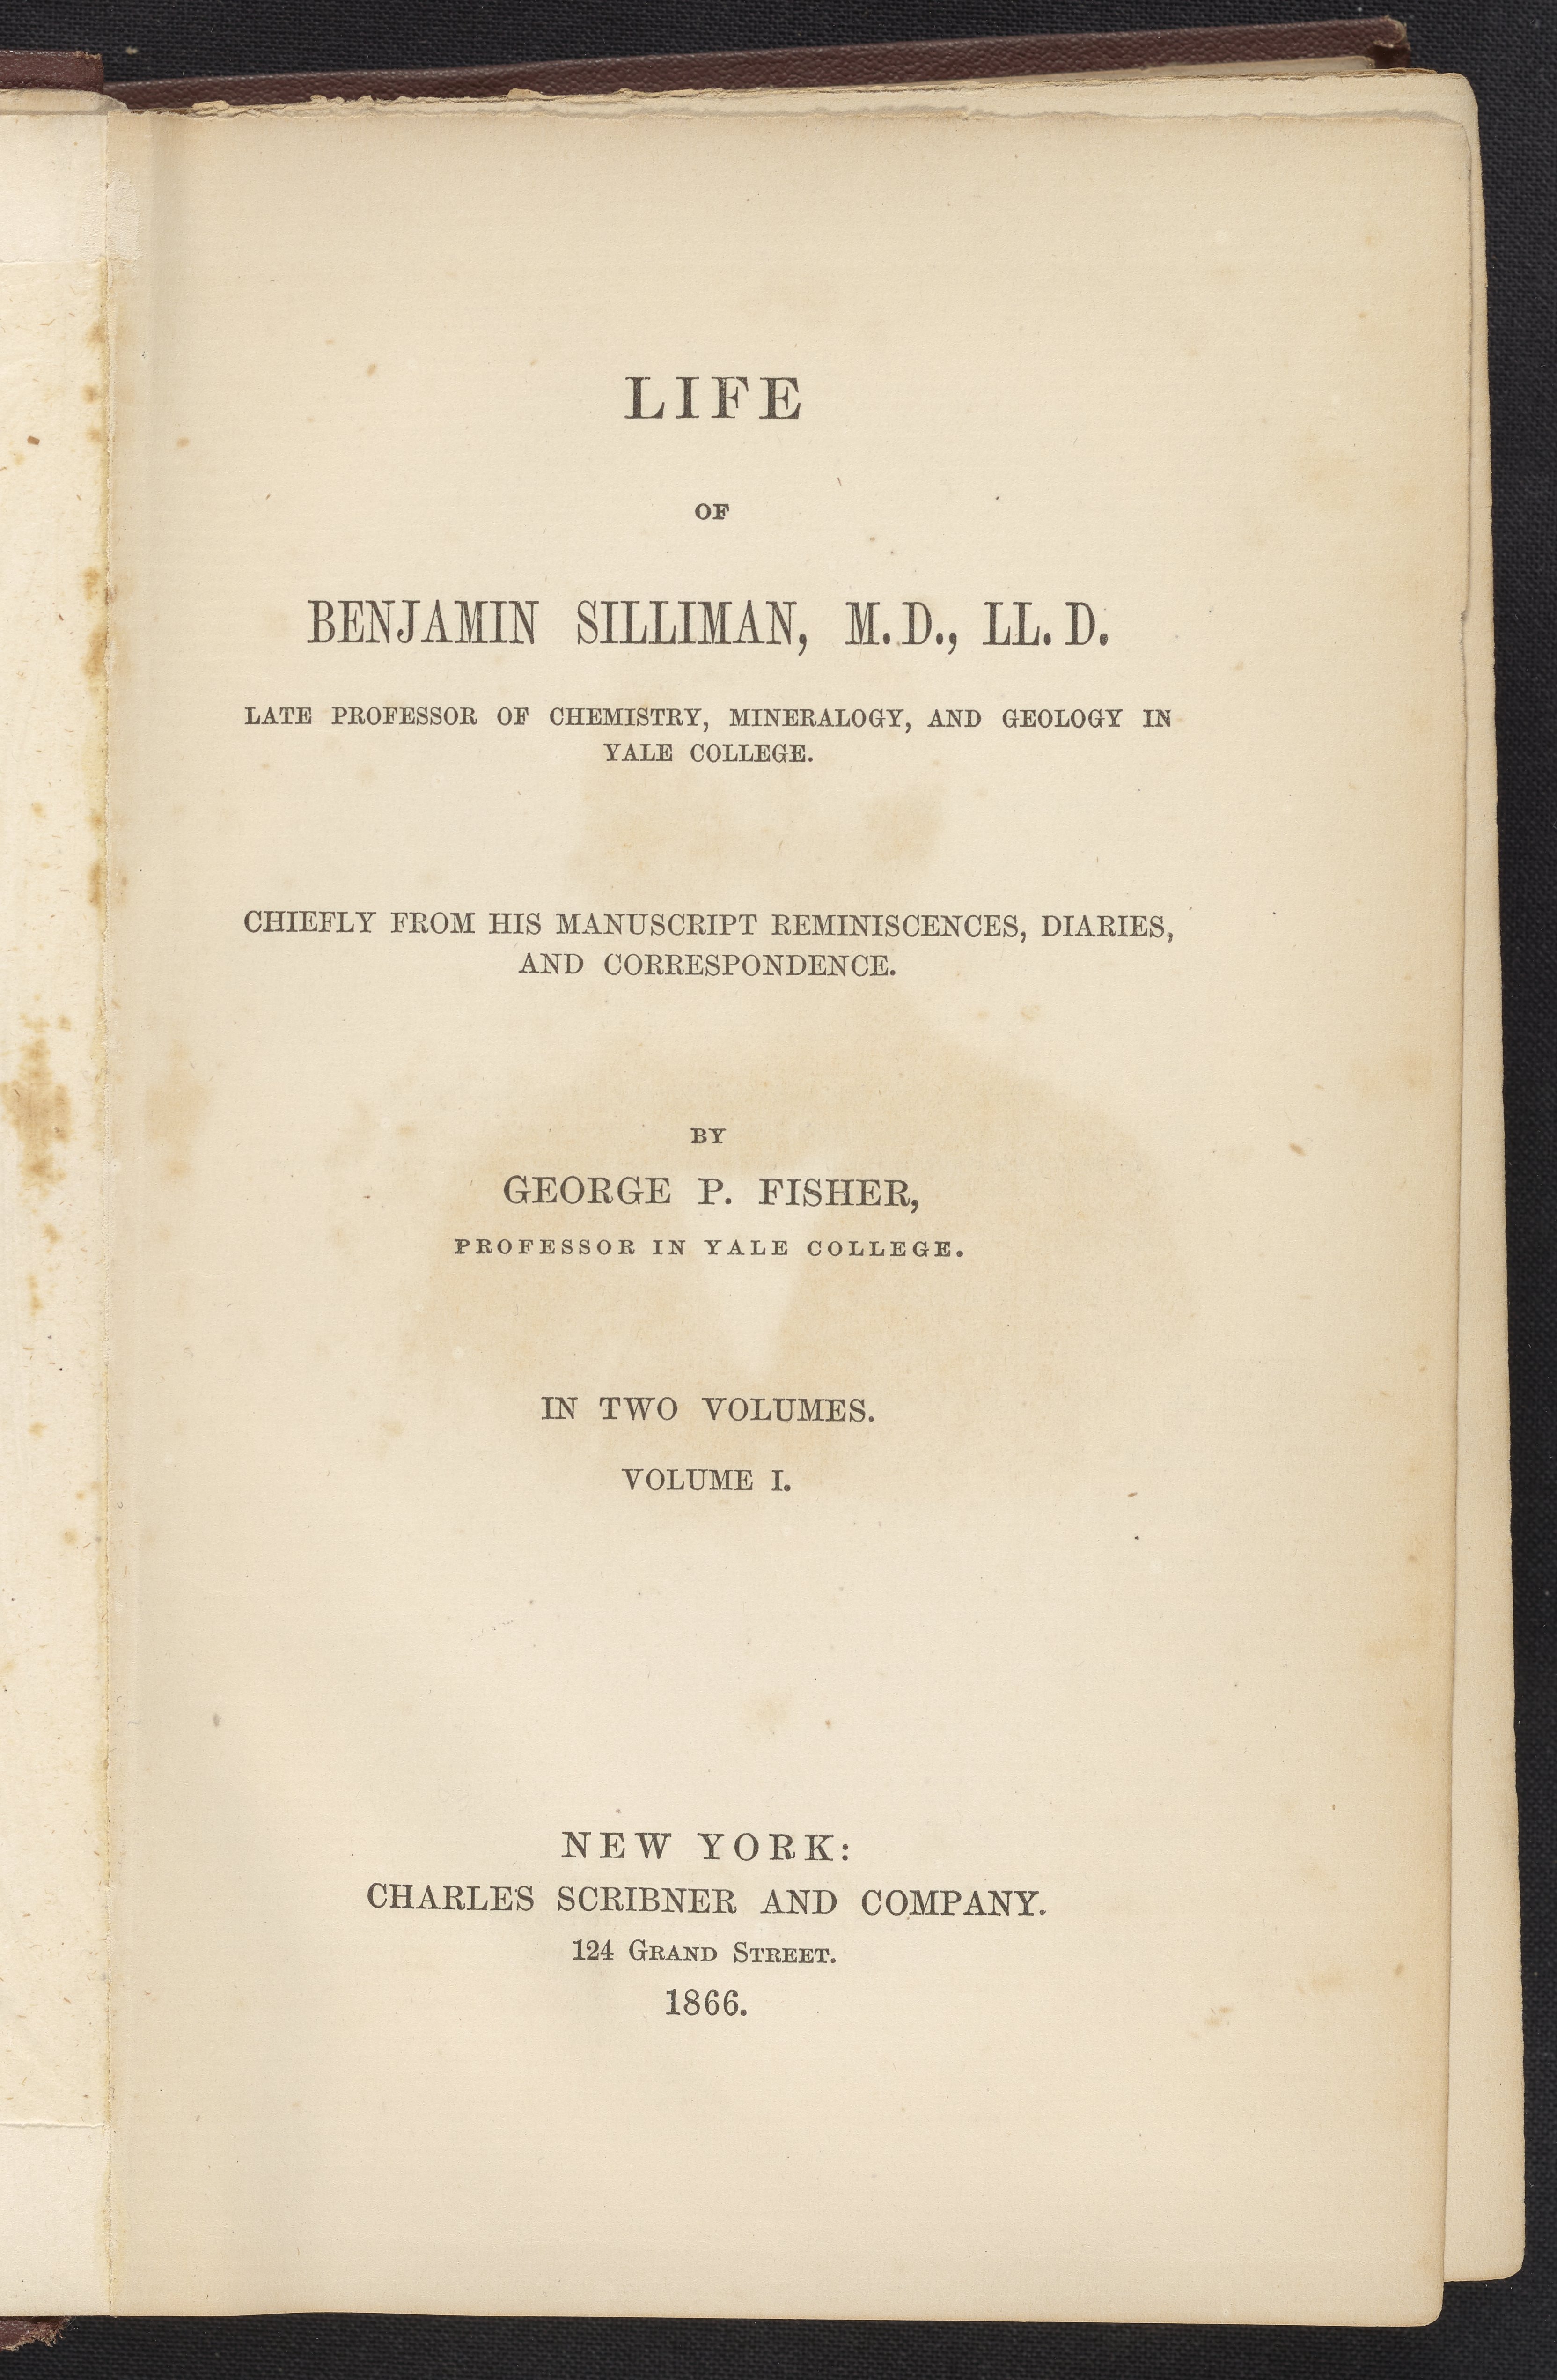 LIFE
OF
BENJAMIN SILLIMAN, M.D., LL.D.
LATE PROFESSOR OF CHEMISTRY, MINERALOGY, AND GEOLOGY IN
YALE COLLEGE.
CHIEFLY FROM HIS MANUSCRIPT REMINISCENCES, DIARIES,
AND CORRESPONDENCE.
BY
GEORGE P. FISHER,
PROFESSOR IN YALE COLLEGE.
IN TWO VOLUMES.
VOLUME I.
NEW YORK:
CHARLES SCRIBNER AND COMPANY.
124 GRAND STREET.
1866.